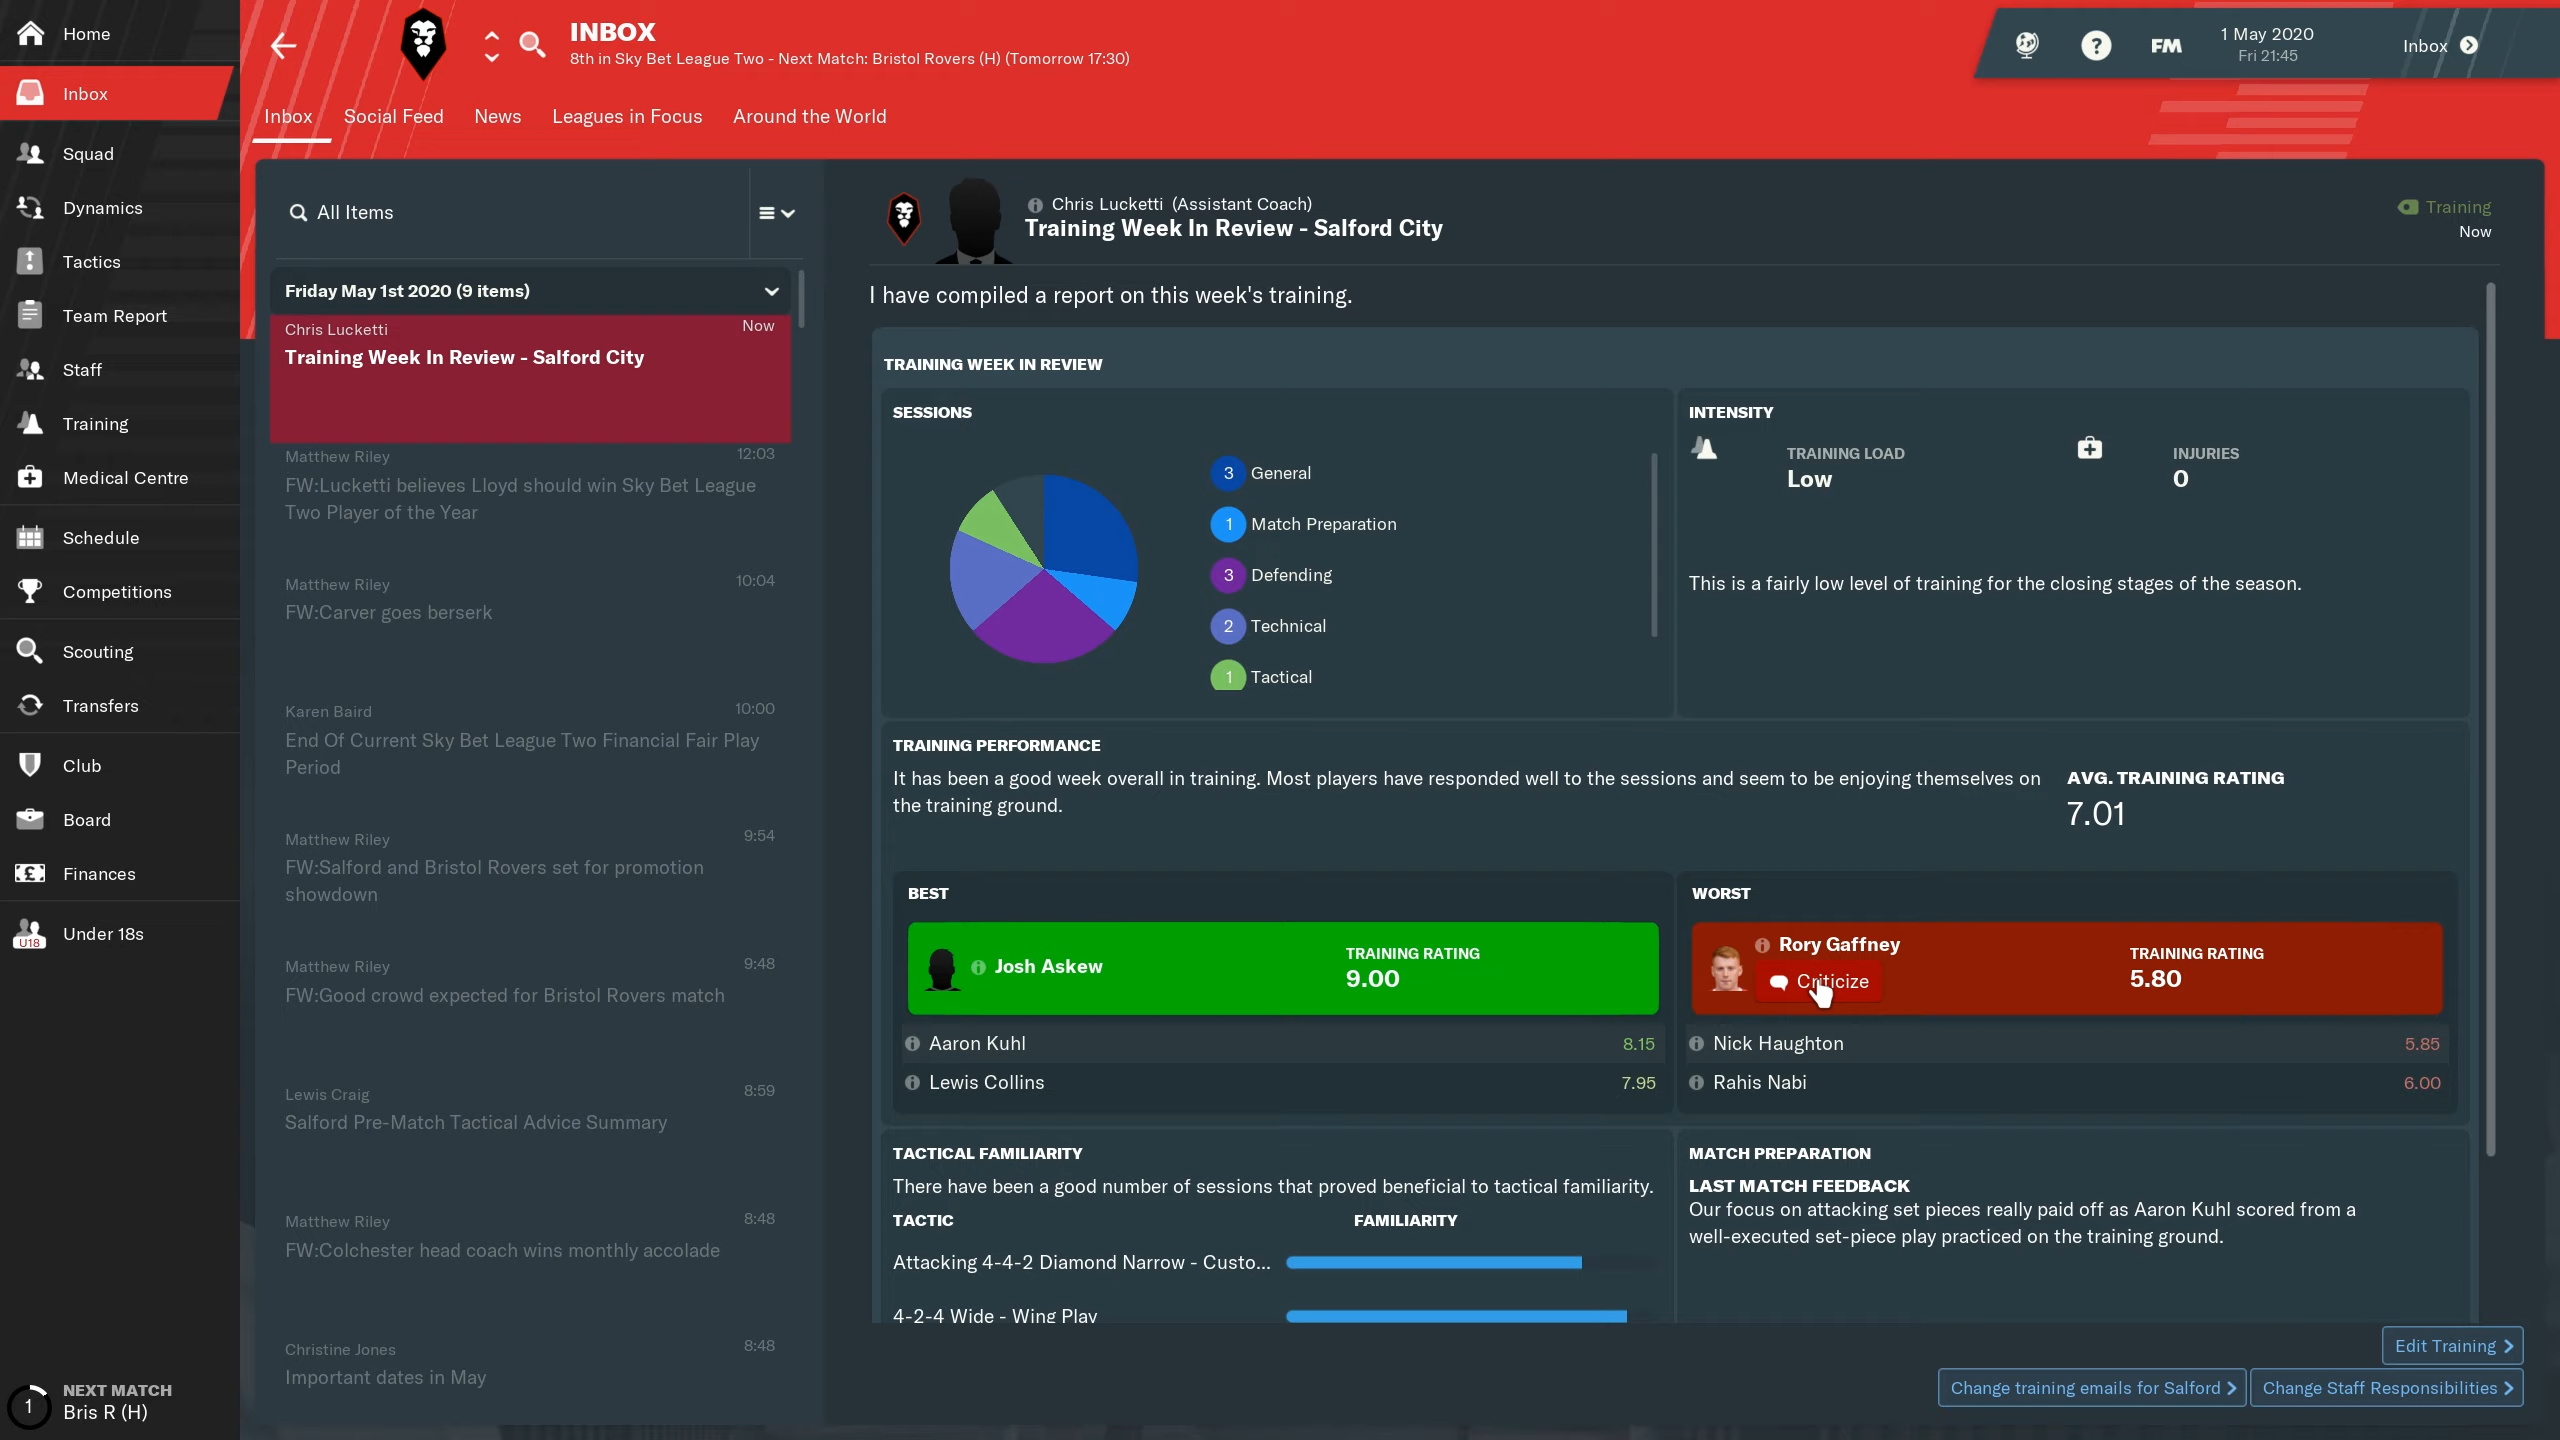 Home
Inbox
Squad
Dynamics
Tactics
Team Report
Staff
Training
Medical Centre
Schedule
Competitions
Scouting
Transfers
Club
Board
Finances
U18
Under 18s
1
NEXT MATCH
Bris R (H)
INBOX
8th in Sky Bet League Two - Next Match: Bristol Rovers (H) (Tomorrow 17:30)
?
FM
1 May 2020
Fri 21:45
Inbox
Inbox
Social Feed
News
Leagues in Focus
Around the World
All Items
Friday May 1st 2020 (9 items)
Chris Lucketti
Now
Training Week In Review - Salford City
Matthew Riley
12:03
FW:Lucketti believes Lloyd should win Sky Bet League
Two Player of the Year
Matthew Riley
10:04
FW:Carver goes berserk
Karen Baird
10:00
End Of Current Sky Bet League Two Financial Fair Play
Period
Matthew Riley
9:54
FW:Salford and Bristol Rovers set for promotion
showdown
Matthew Riley
9:48
FW:Good crowd expected for Bristol Rovers match
Lewis Craig
8:59
Salford Pre-Match Tactical Advice Summary
Matthew Riley
8:48
FW:Colchester head coach wins monthly accolade
Christine Jones
8:48
Important dates in May
Chris Lucketti (Assistant Coach)
Training Week In Review - Salford City
Training
Now
I have compiled a report on this week's training.
TRAINING WEEK IN REVIEW
SESSIONS
3 General
1 Match Preparation
3 Defending
2 Technical
1 Tactical
INTENSITY
TRAINING LOAD
Low
INJURIES
0
This is a fairly low level of training for the closing stages of the season.
TRAINING PERFORMANCE
It has been a good week overall in training. Most players have responded well to the sessions and seem to be enjoying themselves on
the training ground.
AVG. TRAINING RATING
7.01
BEST
Josh Askew
TRAINING RATING
9.00
Aaron Kuhl 8.15
Lewis Collins 7.95
WORST
Rory Gaffney
Criticize
TRAINING RATING
5.80
Nick Haughton 5.85
Rahis Nabi 6.00
TACTICAL FAMILIARITY
There have been a good number of sessions that proved beneficial to tactical familiarity.
TACTIC FAMILIARITY
Attacking 4-4-2 Diamond Narrow - Custo...
4-2-4 Wide - Wing Play
MATCH PREPARATION
LAST MATCH FEEDBACK
Our focus on attacking set pieces really paid off as Aaron Kuhl scored from a
well-executed set-piece play practiced on the training ground.
Edit Training
Change training emails for Salford
Change Staff Responsibilities